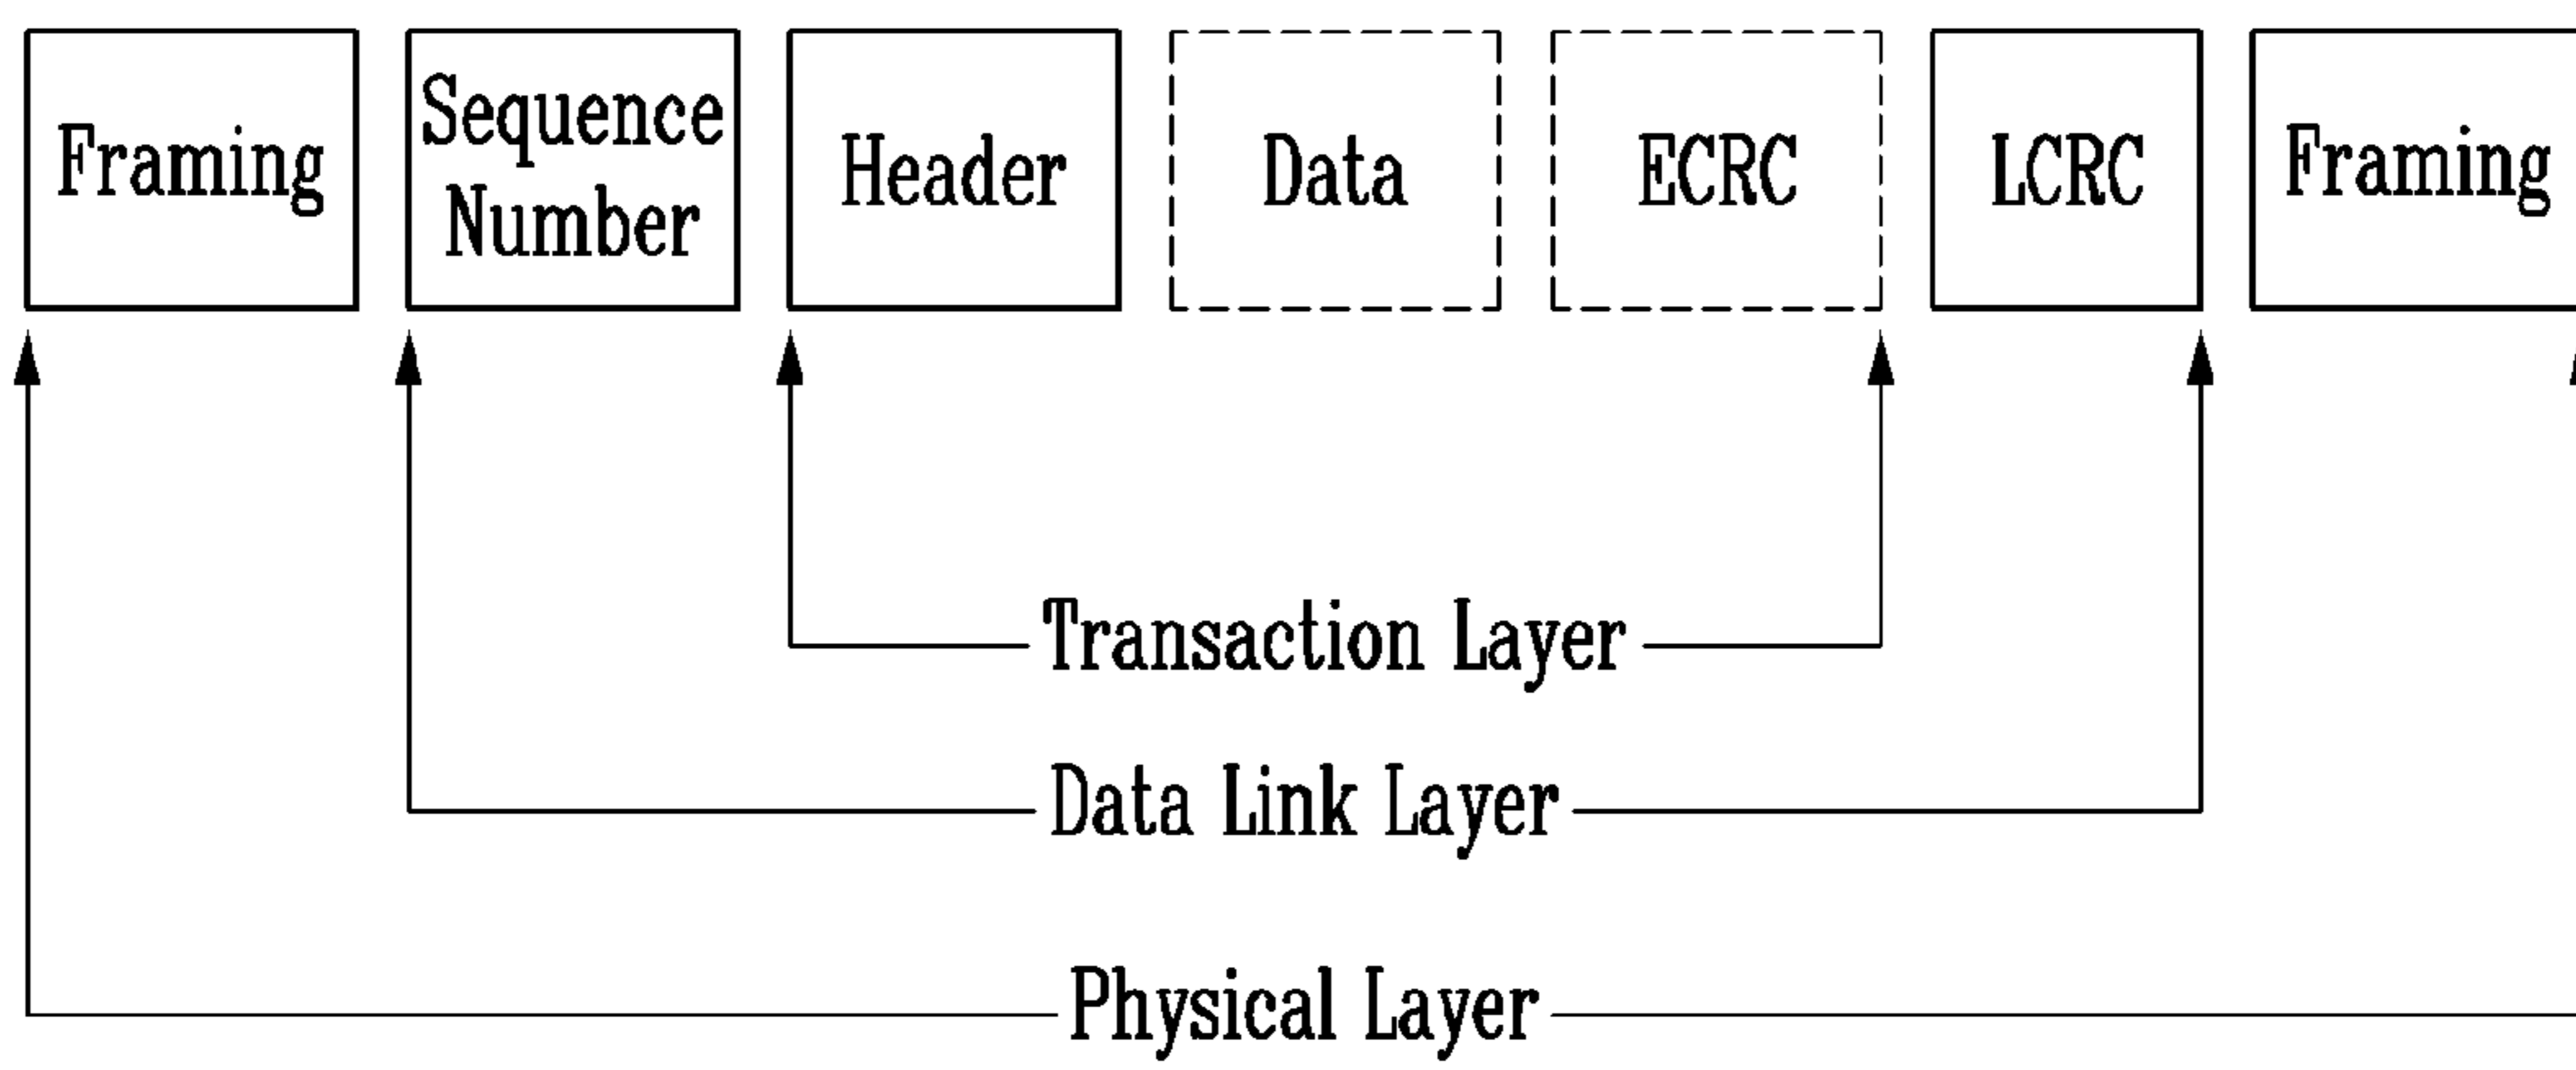 Framing
Sequence
Number
Header
Data
ECRC
LCRC
Framing
Transaction Layer
Data Link Layer
Physical Layer